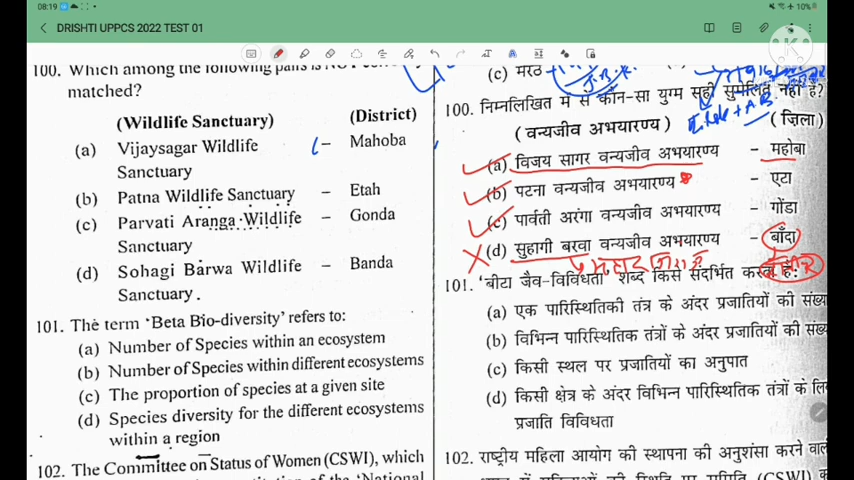 08:19
10%
DRISHTI UPPCS 2022 TEST 01
100. Which among the following pairs is NOT
matched?
(Wildlife Sanctuary)
(District)
(a) Vijaysagar Wildlife Sanctuary – Mahoba
(b) Patna Wildlife Sanctuary – Etah
(c) Parvati Aranga Wildlife Sanctuary – Gonda
(d) Sohagi Barwa Wildlife Sanctuary. – Banda
101. The term 'Beta Bio-diversity' refers to:
(a) Number of Species within an ecosystem
(b) Number of Species within different ecosystems
(c) The proportion of species at a given site
(d) Species diversity for the different ecosystems
within a region
102. The Committee on Status of Women (CSWI), which
(c) मेरठ
100. निम्नलिखित में से कौन-सा युग्म सही सुमेलित नहीं है?
(वन्यजीव अभयारण्य) (ज़िला)
(a) विजय सागर वन्यजीव अभयारण्य – महोबा
(b) पटना वन्यजीव अभयारण्य – एटा
(c) पार्वती अरंगा वन्यजीव अभयारण्य – गोंडा
(d) सुहागी बरवा वन्यजीव अभयारण्य – बाँदा
101. 'बीटा जैव-विविधता' शब्द किसे संदर्भित करता है?
(a) एक पारिस्थितिकी तंत्र के अंदर प्रजातियों की संख्या
(b) विभिन्न पारिस्थितिक तंत्रों के अंदर प्रजातियों की
(c) किसी स्थल पर प्रजातियों का अनुपात
(d) किसी क्षेत्र के अंदर विभिन्न पारिस्थितिक तंत्रों के
प्रजाति विविधता
102. राष्ट्रीय महिला आयोग की स्थापना की अनुशंसा करने